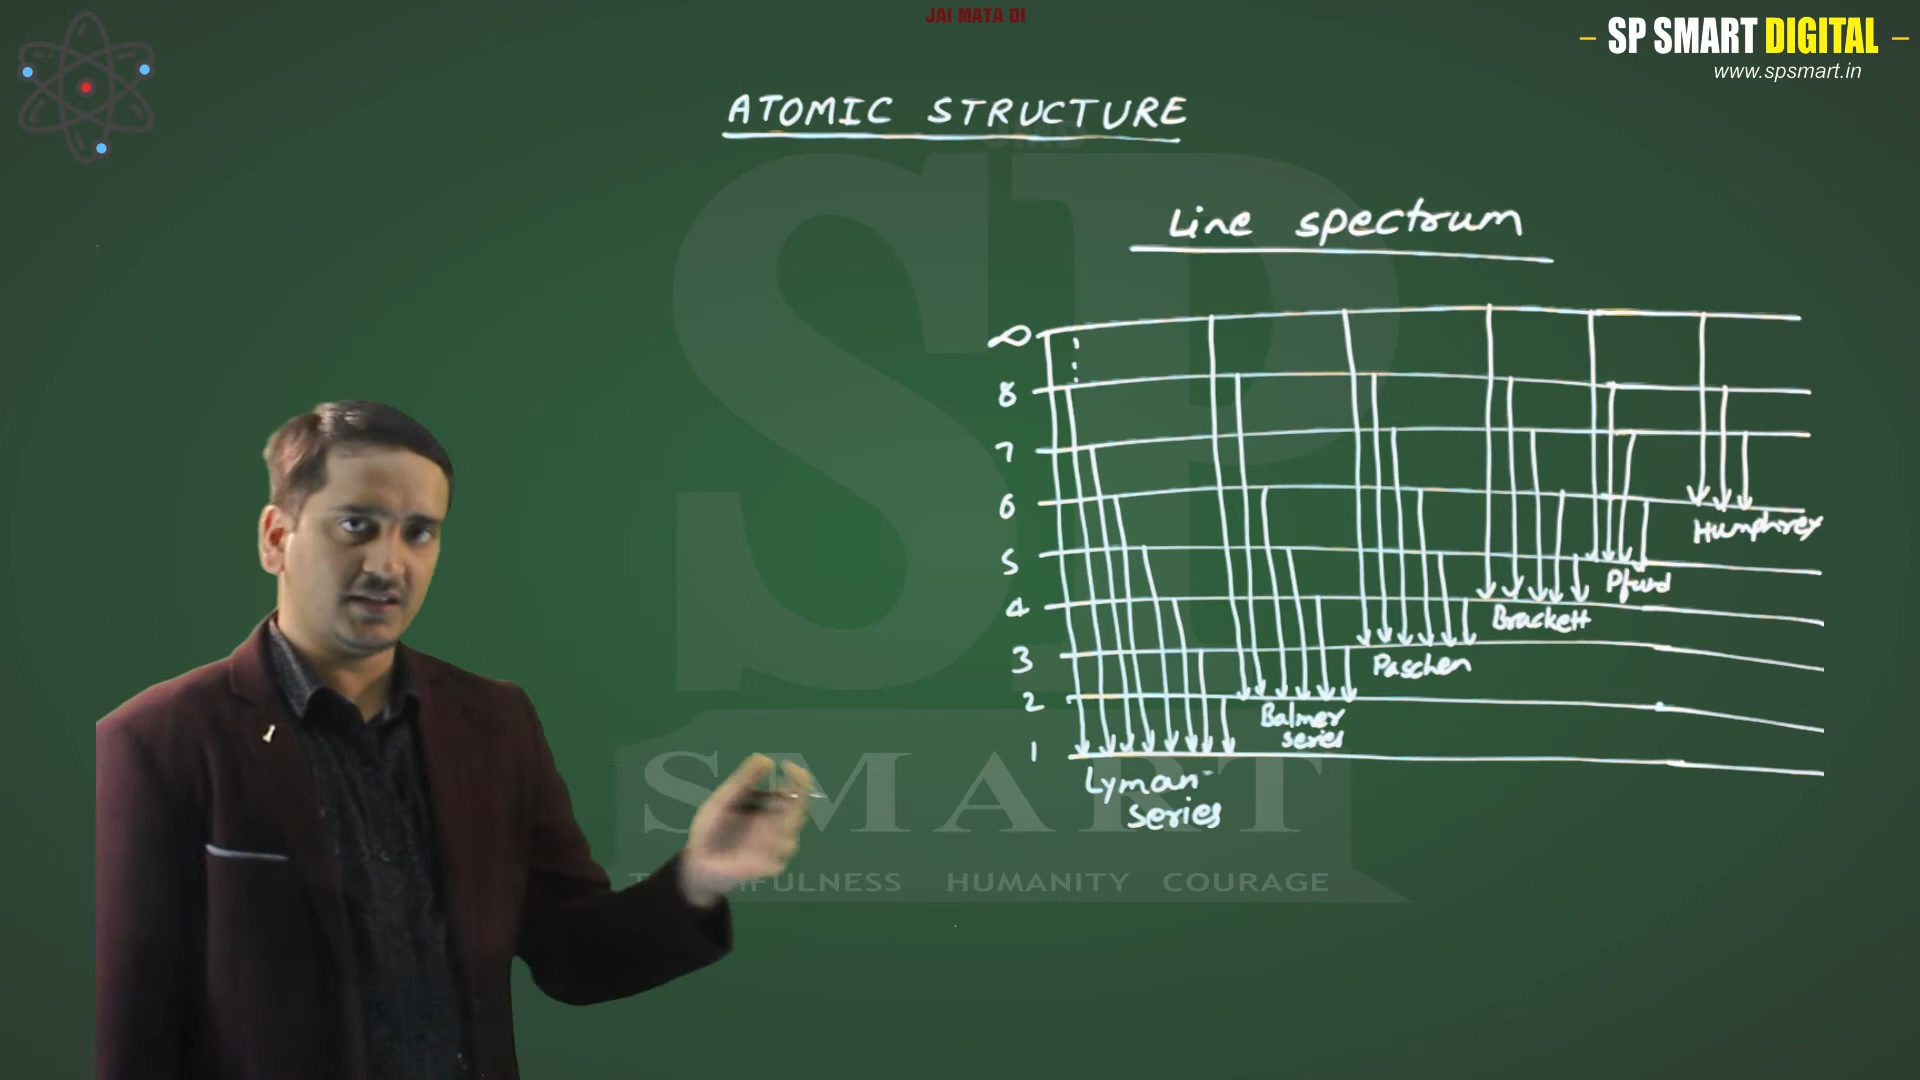 JAI MATA DI
SP SMART DIGITAL
www.spsmart.in
ATOMIC STRUCTURE
SP
Line spectrum
∞
8
7
6
Humphrey
5
Pfund
4
Brackett
3
Paschen
2
Balmer
series
1
Lyman
series
SMART
HUMANITY COURAGE